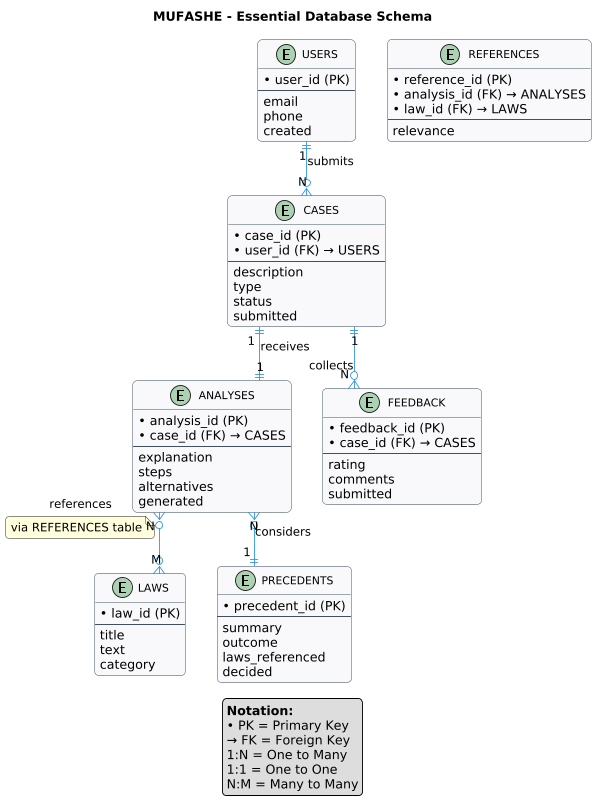 MUFASHE - Essential Database Schema
E USERS
• user_id (PK)
email
phone
created
E REFERENCES
• reference_id (PK)
• analysis_id (FK) → ANALYSES
• law_id (FK) → LAWS
relevance
1
submits
N
E CASES
• case_id (PK)
• user_id (FK) → USERS
description
type
status
submitted
1
receives
1
1
collects
N
E ANALYSES
• analysis_id (PK)
• case_id (FK) → CASES
explanation
steps
alternatives
generated
E FEEDBACK
• feedback_id (PK)
• case_id (FK) → CASES
rating
comments
submitted
references
via REFERENCES table
N
M
N
considers
1
E LAWS
• law_id (PK)
title
text
category
E PRECEDENTS
• precedent_id (PK)
summary
outcome
laws_referenced
decided
Notation:
• PK = Primary Key
→ FK = Foreign Key
1:N = One to Many
1:1 = One to One
N:M = Many to Many